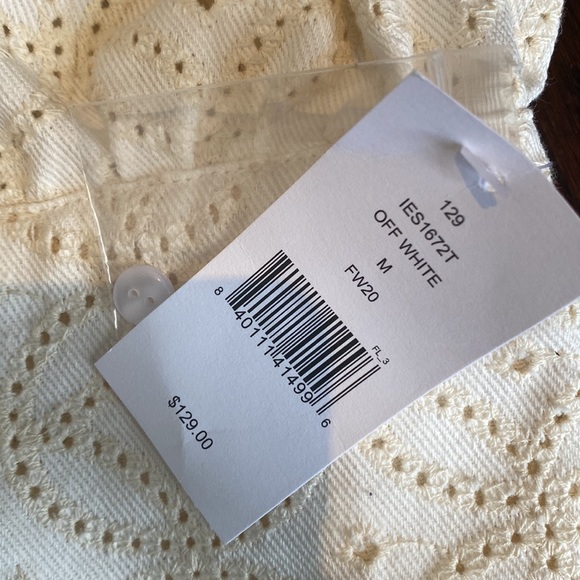 129
IES1672T
OFF WHITE
M
FW20
FL_3
8 40111 41499 6
$129.00